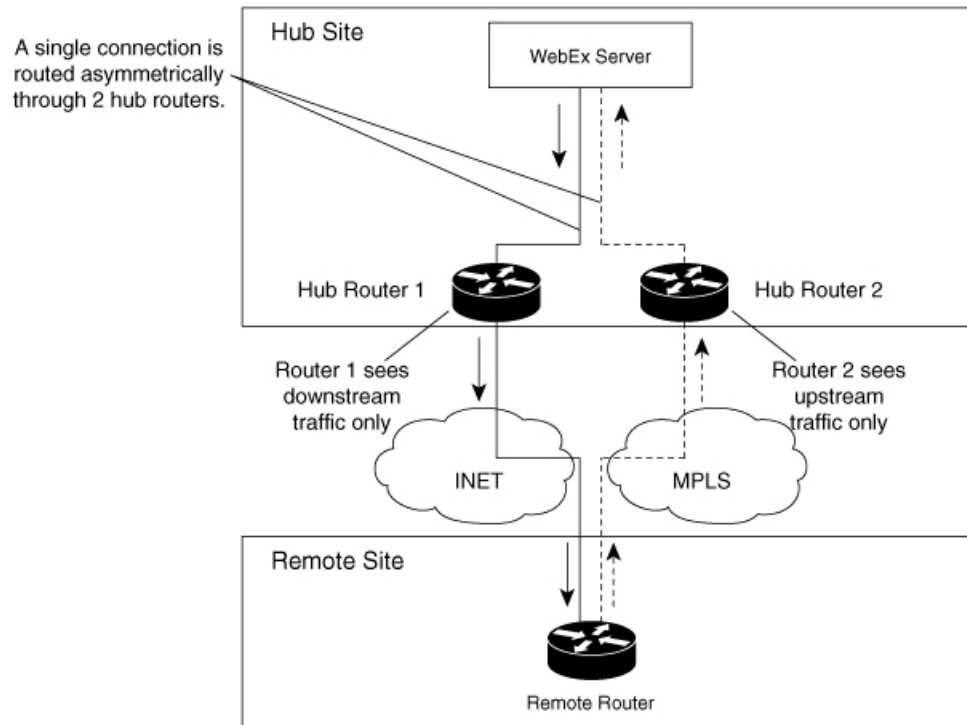 Hub Site
A single connection is
routed asymmetrically
through 2 hub routers.
WebEx Server
Hub Router 1
Hub Router 2
Router 1 sees
downstream
traffic only
Router 2 sees
upstream
traffic only
INET
MPLS
Remote Site
Remote Router